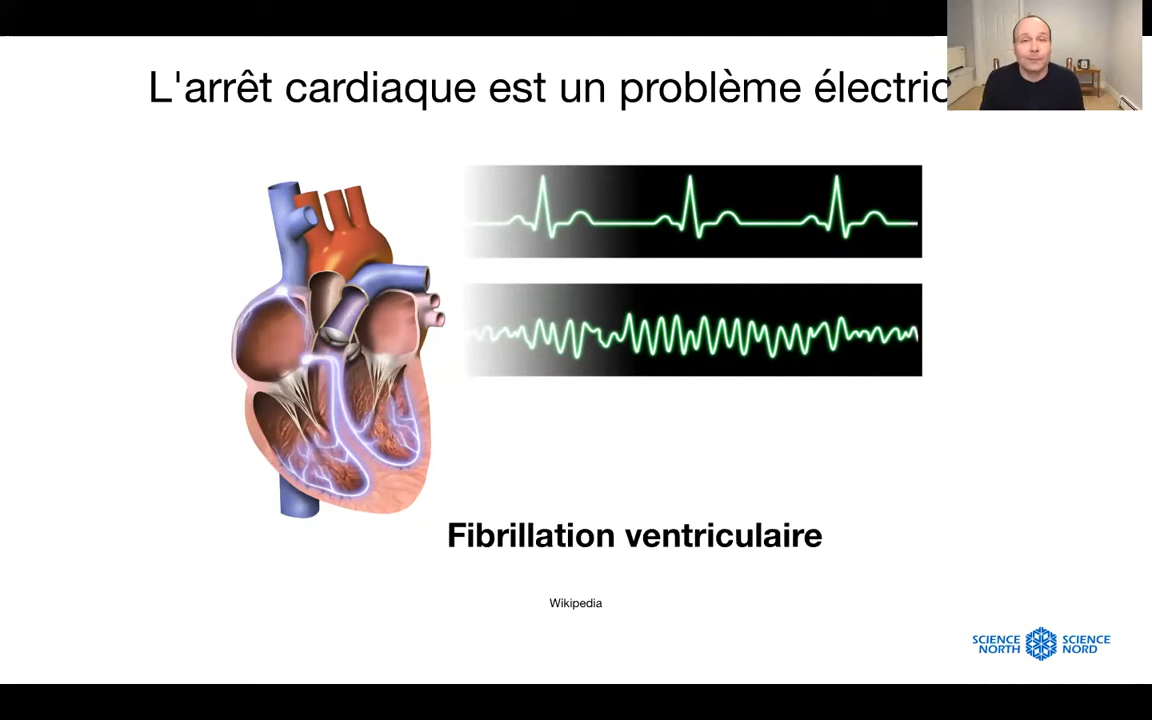 L'arrêt cardiaque est un problème électric
Fibrillation ventriculaire
Wikipedia
SCIENCE NORTH SCIENCE NORD